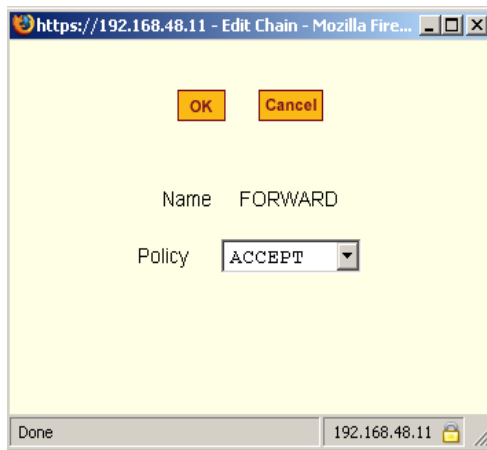 https://192.168.48.11 - Edit Chain - Mozilla Fire...
OK Cancel
Name FORWARD
Policy ACCEPT
Done 192.168.48.11